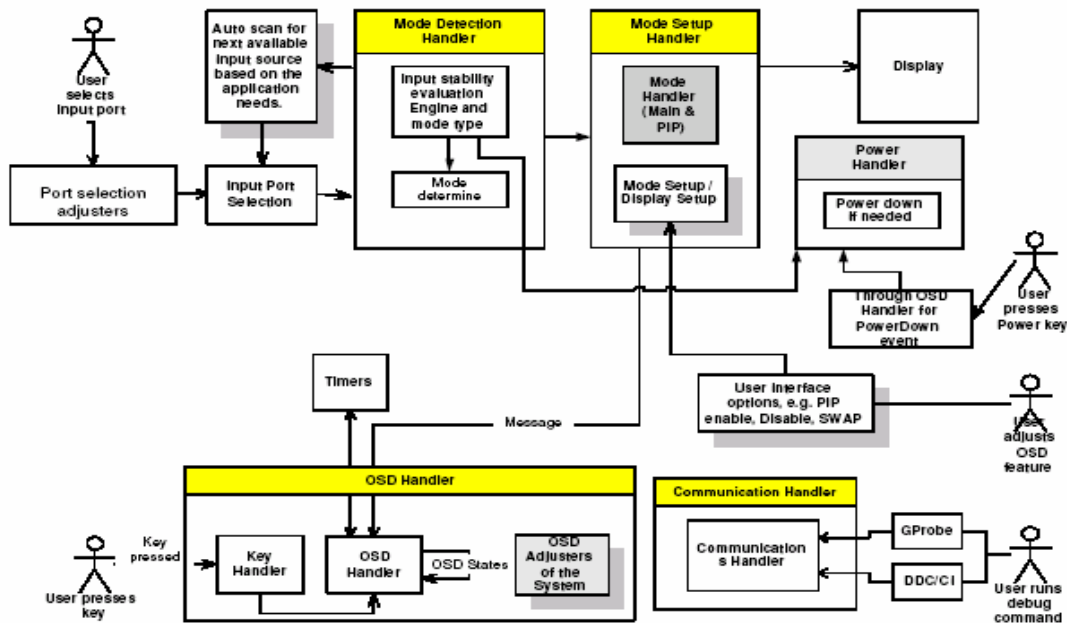 User
selects
Input port
Auto scan for
next available
Input source
based on the
application
needs.
Port selection
adjusters
Input Port
Selection
Mode Detection
Handler
Input stability
evaluation
Engine and
mode type
Mode
determine
Mode Setup
Handler
Mode
Handler
(Main &
PIP)
Mode Setup /
Display Setup
Display
Power
Handler
Power down
If needed
Through OSD
Handler for
PowerDown
event
User
presses
Power key
User Interface
options, e.g. PIP
enable, Disable, SWAP
User
adjusts
OSD
feature
Timers
Message
OSD Handler
Key
pressed
Key
Handler
OSD
Handler
OSD States
OSD
Adjusters
of the
System
User presses
key
Communication Handler
Communication
s Handler
GProbe
DDC/CI
User runs
debug
command